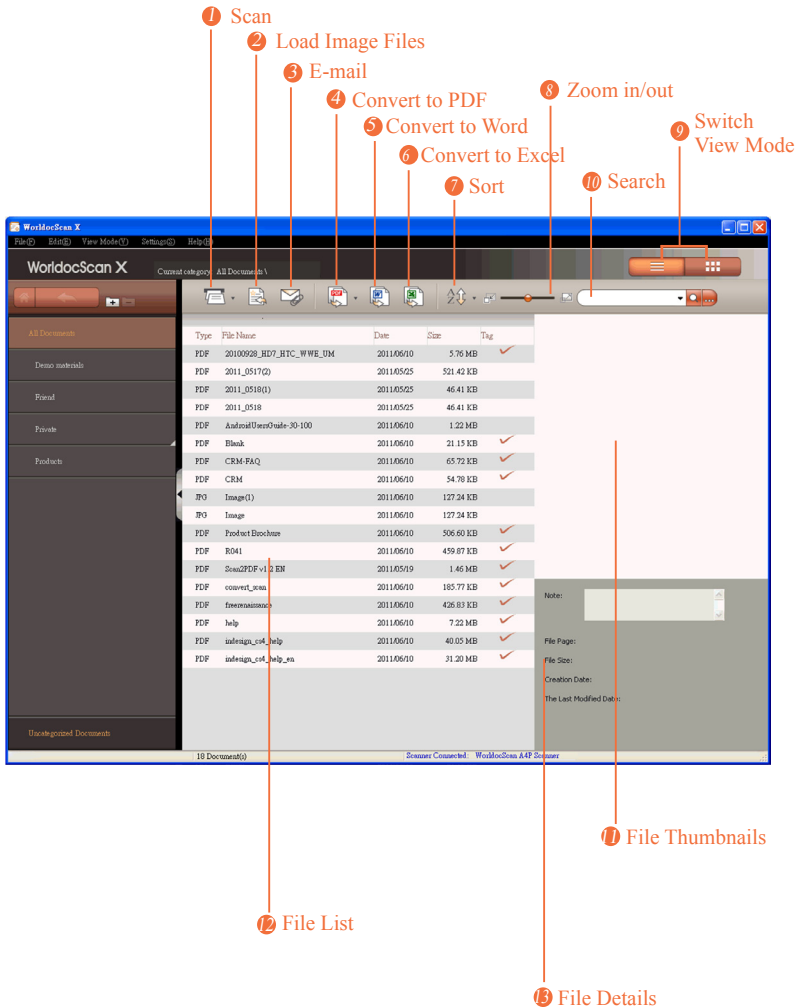 1 Scan
2 Load Image Files
3 E-mail
4 Convert to PDF
5 Convert to Word
6 Convert to Excel
7 Sort
8 Zoom in/out
9 Switch
View Mode
10 Search
WorldocScan X
File(F) Edit(E) View Mode(V) Settings(S) Help(H)
WorldocScan X Current category: All Documents \
All Documents
Demo materials
Friend
Private
Products
Uncategorized Documents
Type File Name Date Size Tag
PDF 20100928_HD7_HTC_WWE_UM 2011/06/10 5.76 MB
PDF 2011_0517(2) 2011/05/25 521.42 KB
PDF 2011_0518(1) 2011/05/25 46.41 KB
PDF 2011_0518 2011/05/25 46.41 KB
PDF AndroidUsersGuide-30-100 2011/06/10 1.22 MB
PDF Blank 2011/06/10 21.15 KB
PDF CRM-FAQ 2011/06/10 65.72 KB
PDF CRM 2011/06/10 54.78 KB
JPG Image(1) 2011/06/10 127.24 KB
JPG Image 2011/06/10 127.24 KB
PDF Product Brochure 2011/06/10 506.60 KB
PDF R041 2011/06/10 459.87 KB
PDF Scan2PDF v1.2 EN 2011/05/19 1.46 MB
PDF convert_scan 2011/06/10 185.77 KB
PDF freerenaissance 2011/06/10 426.83 KB
PDF help 2011/06/10 7.22 MB
PDF indesign_cs4_help 2011/06/10 40.05 MB
PDF indesign_cs4_help_en 2011/06/10 31.20 MB
Note:
File Page:
File Size:
Creation Date:
The Last Modified Date:
18 Document(s) Scanner Connected: WorldocScan A4P Scanner
11 File Thumbnails
12 File List
13 File Details